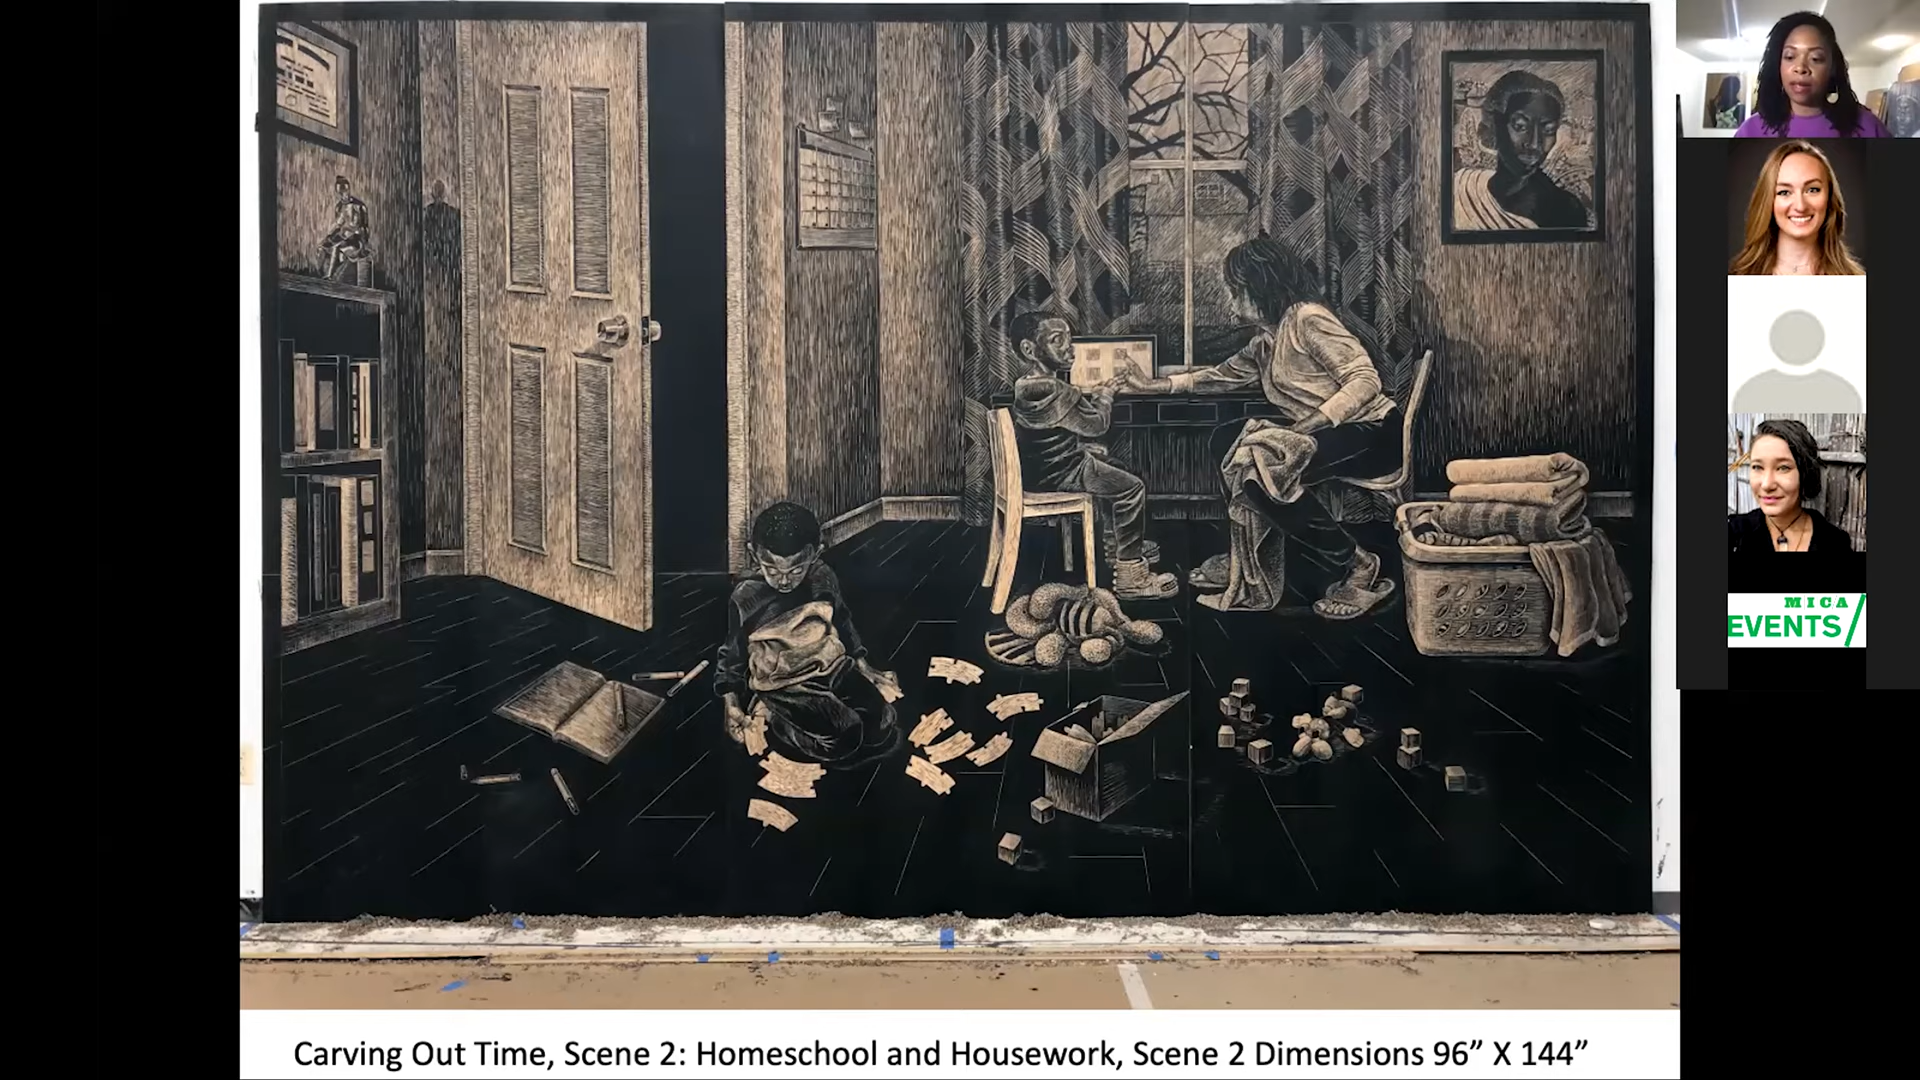 MICA
EVENTS/
Carving Out Time, Scene 2: Homeschool and Housework, Scene 2 Dimensions 96” X 144”